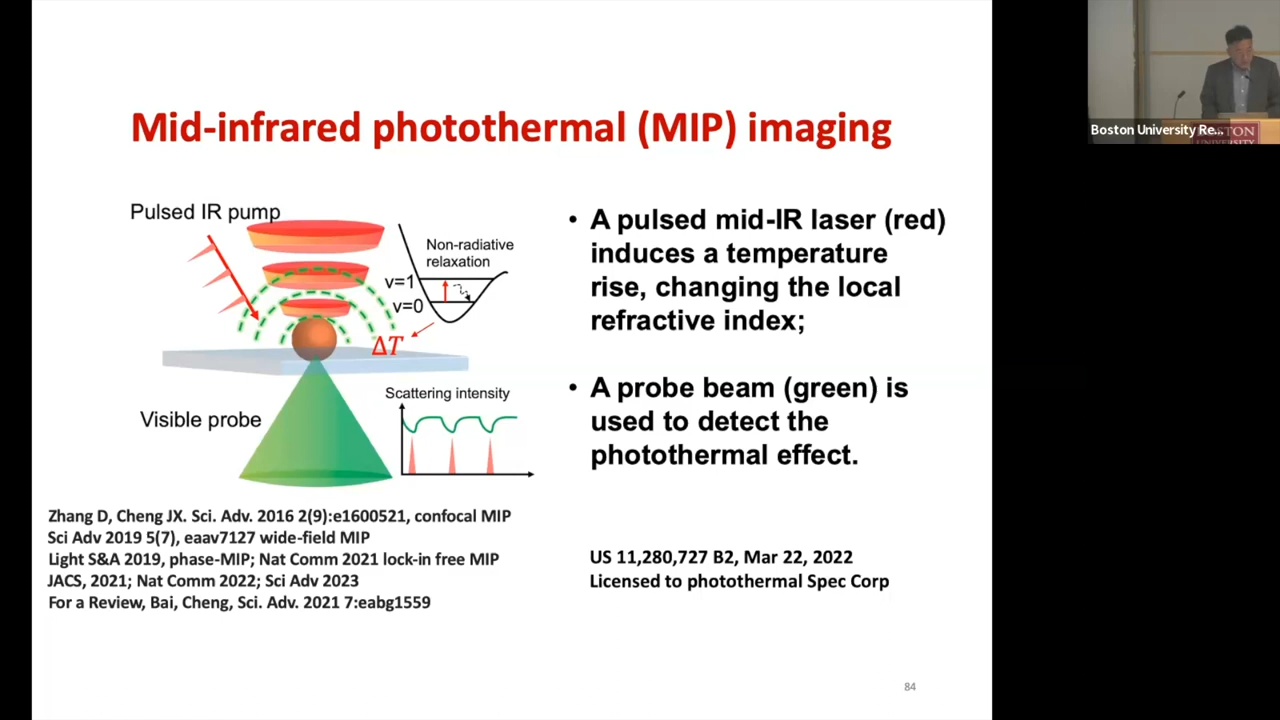 Mid-infrared photothermal (MIP) imaging
Pulsed IR pump
Non-radiative
relaxation
v=1
v=0
ΔT
Scattering intensity
Visible probe
• A pulsed mid-IR laser (red)
induces a temperature
rise, changing the local
refractive index;
• A probe beam (green) is
used to detect the
photothermal effect.
Zhang D, Cheng JX. Sci. Adv. 2016 2(9):e1600521, confocal MIP
Sci Adv 2019 5(7), eaav7127 wide-field MIP
Light S&A 2019, phase-MIP; Nat Comm 2021 lock-in free MIP
JACS, 2021; Nat Comm 2022; Sci Adv 2023
For a Review, Bai, Cheng, Sci. Adv. 2021 7:eabg1559
US 11,280,727 B2, Mar 22, 2022
Licensed to photothermal Spec Corp
84
Boston University Re...